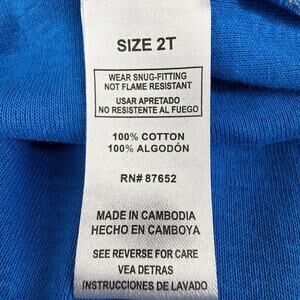 SIZE 2T
WEAR SNUG-FITTING
NOT FLAME RESISTANT
USAR APRETADO
NO RESISTENTE AL FUEGO
100% COTTON
100% ALGODÓN
RN# 87652
MADE IN CAMBODIA
HECHO EN CAMBOYA
SEE REVERSE FOR CARE
VEA DETRAS
INSTRUCCIONES DE LAVADO